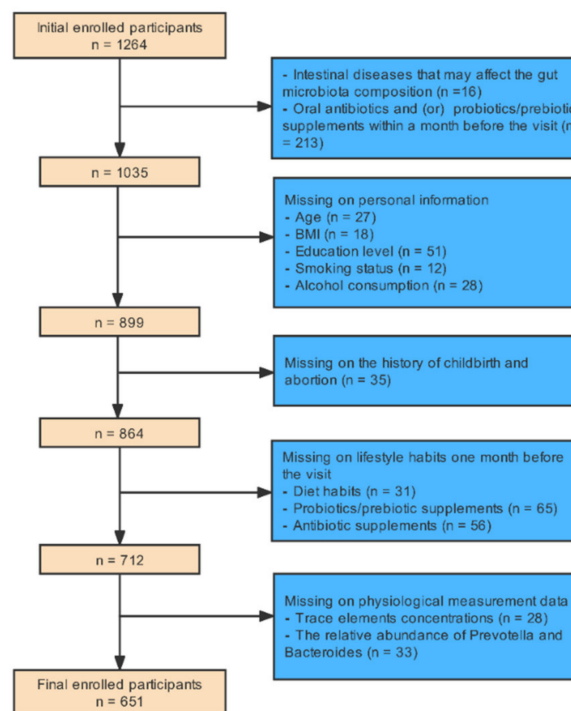 Initial enrolled participants
n = 1264
- Intestinal diseases that may affect the gut
microbiota composition (n =16)
- Oral antibiotics and (or) probiotics/prebiotic
supplements within a month before the visit (n
= 213)
n = 1035
Missing on personal information
- Age (n = 27)
- BMI (n = 18)
- Education level (n = 51)
- Smoking status (n = 12)
- Alcohol consumption (n = 28)
n = 899
Missing on the history of childbirth and
abortion (n = 35)
n = 864
Missing on lifestyle habits one month before
the visit
- Diet habits (n = 31)
- Probiotics/prebiotic supplements (n = 65)
- Antibiotic supplements (n = 56)
n = 712
Missing on physiological measurement data
- Trace elements concentrations (n = 28)
- The relative abundance of Prevotella and
Bacteroides (n = 33)
Final enrolled participants
n = 651